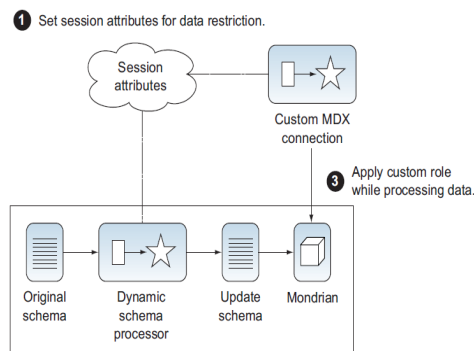 1 Set session attributes for data restriction.
Session
attributes
Custom MDX
connection
3 Apply custom role
while processing data.
Original
schema
Dynamic
schema
processor
Update
schema
Mondrian